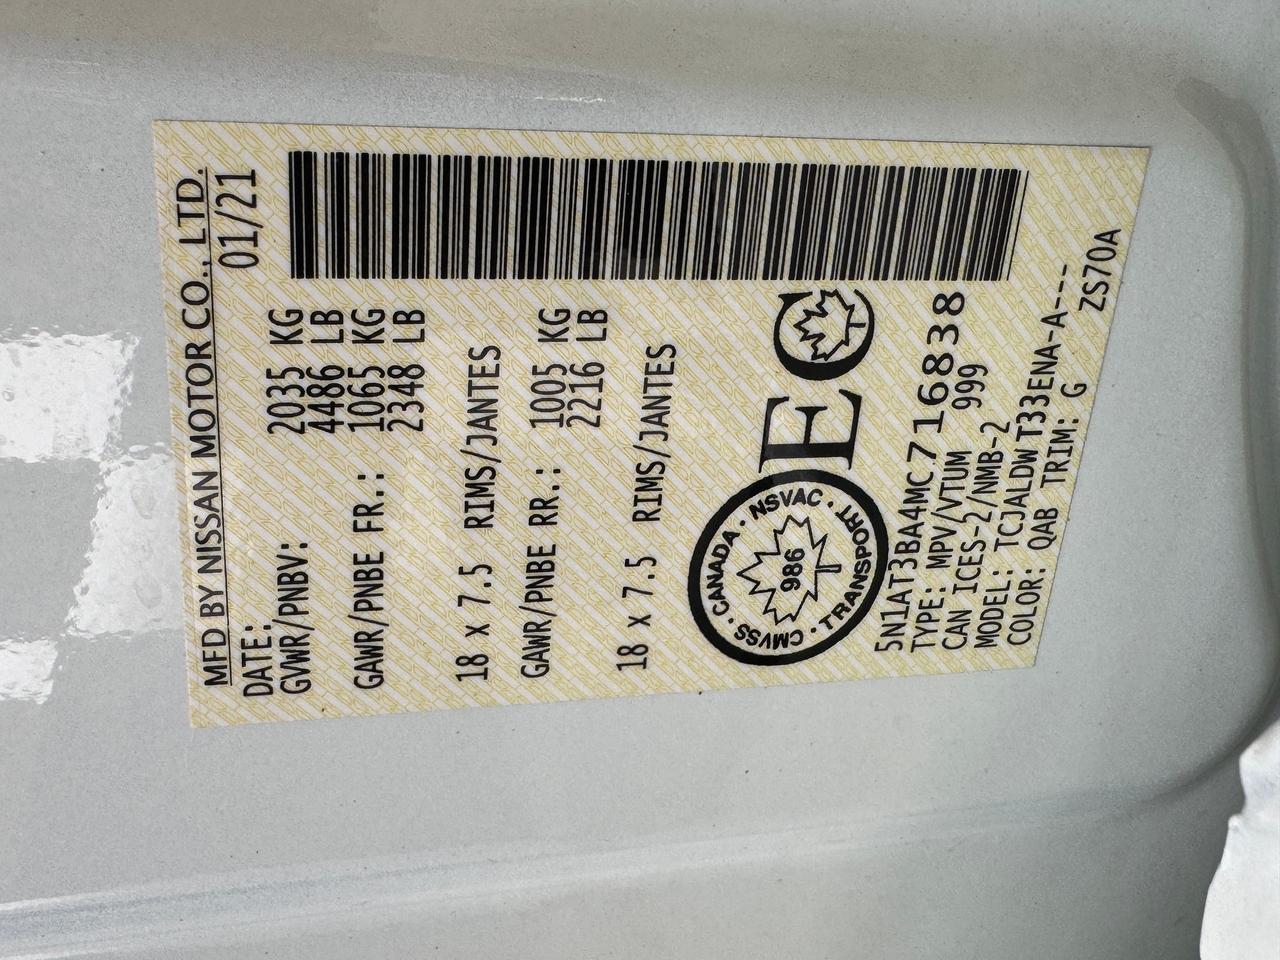 MFD BY NISSAN MOTOR CO., LTD.
DATE: 01/21
GVWR/PNBV: 2035 KG
4486 LB
GAWR/PNBE FR.: 1065 KG
2348 LB
18 x 7.5 RIMS/JANTES
GAWR/PNBE RR.: 1005 KG
2216 LB
18 x 7.5 RIMS/JANTES
CANADA · NSVAC · TRANSPORT · CMVSS ·
986
EC
5N1AT3BA4MC716838
TYPE: MPV/VTUM 999
CAN ICES-2/NMB-2
MODEL: TCJALDWT33ENA-A---
COLOR: QAB TRIM: G ZS70A